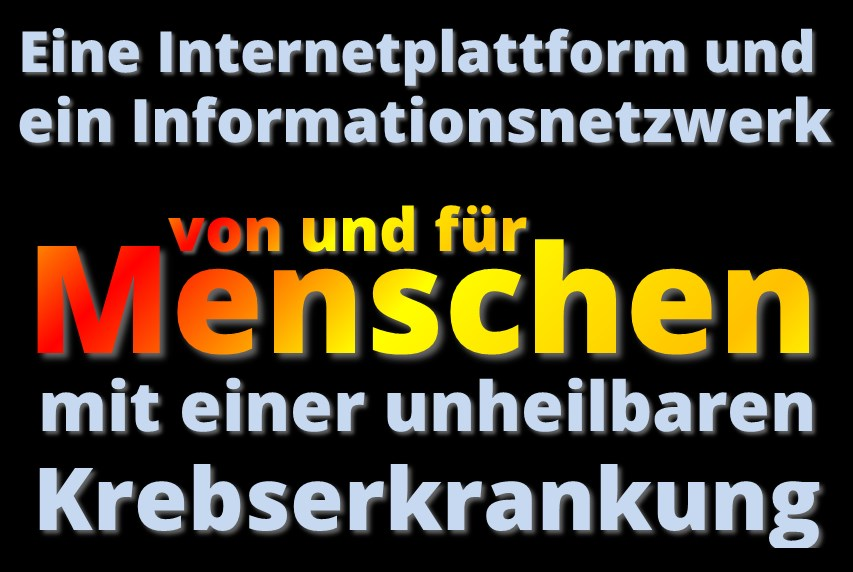 Eine Internetplattform und
ein Informationsnetzwerk
von und für
Menschen
mit einer unheilbaren
Krebserkrankung